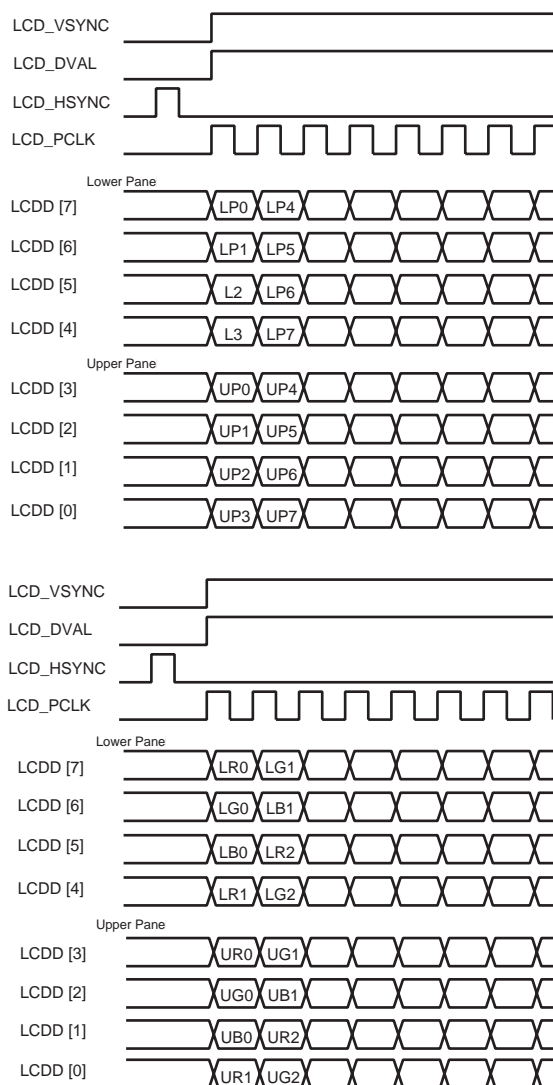 LCD_VSYNC
LCD_DVAL
LCD_HSYNC
LCD_PCLK
Lower Pane
LCDD [7] LP0 LP4
LCDD [6] LP1 LP5
LCDD [5] L2 LP6
LCDD [4] L3 LP7
Upper Pane
LCDD [3] UP0 UP4
LCDD [2] UP1 UP5
LCDD [1] UP2 UP6
LCDD [0] UP3 UP7
LCD_VSYNC
LCD_DVAL
LCD_HSYNC
LCD_PCLK
Lower Pane
LCDD [7] LR0 LG1
LCDD [6] LG0 LB1
LCDD [5] LB0 LR2
LCDD [4] LR1 LG2
Upper Pane
LCDD [3] UR0 UG1
LCDD [2] UG0 UB1
LCDD [1] UB0 UR2
LCDD [0] UR1 UG2